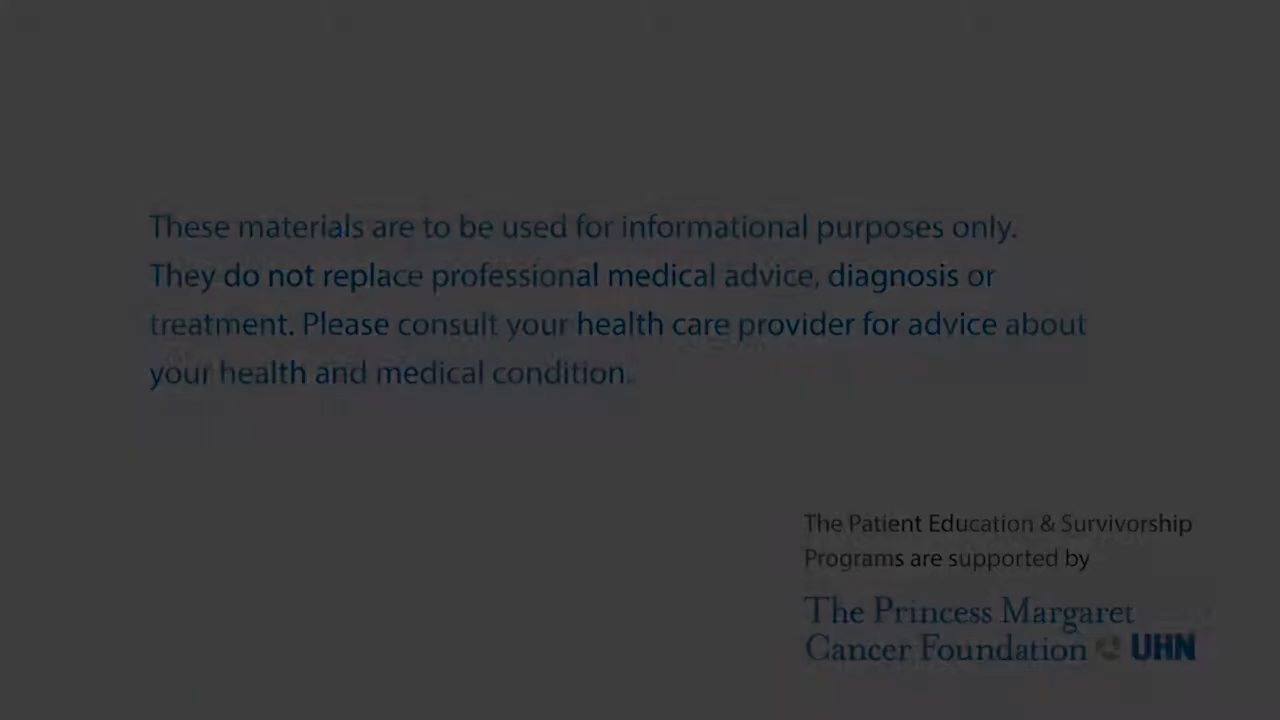 These materials are to be used for informational purposes only.
They do not replace professional medical advice, diagnosis or
treatment. Please consult your health care provider for advice about
your health and medical condition.
The Patient Education & Survivorship
Programs are supported by
The Princess Margaret
Cancer Foundation UHN